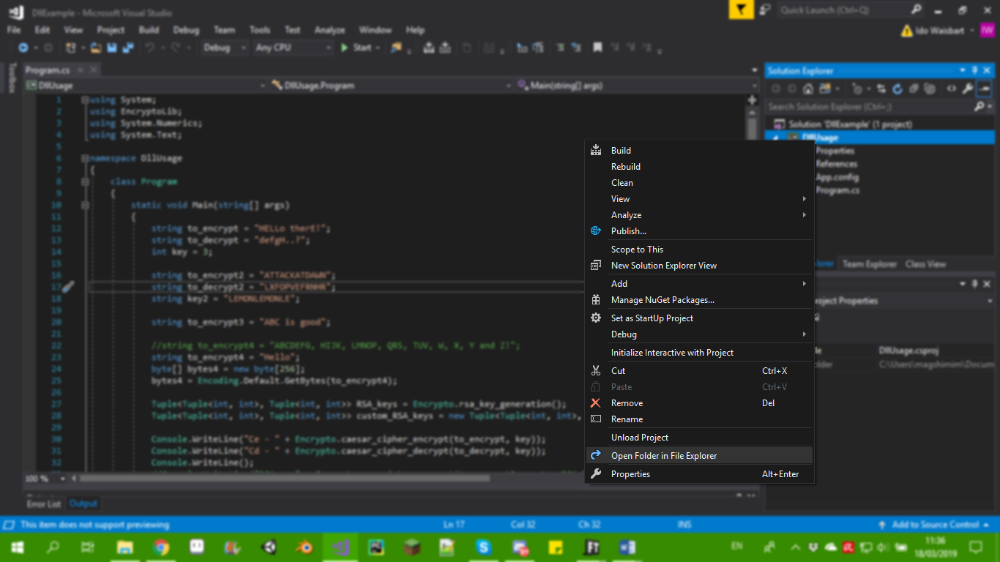 DllExample - Microsoft Visual Studio
Quick Launch (Ctrl+Q)
File Edit View Project Build Debug Team Tools Test Analyze Window Help
Ido Waisbart IW
Debug Any CPU Start
Toolbox
Program.cs
DllUsage DllUsage.Program Main(string[] args)
1 using System;
2 using EncryptoLib;
3 using System.Numerics;
4 using System.Text;
5
6 namespace DllUsage
7 {
8 class Program
9 {
10 static void Main(string[] args)
11 {
12 string to_encrypt = "HELLo therE!";
13 string to_decrypt = "defgH..?";
14 int key = 3;
15
16 string to_encrypt2 = "ATTACKATDAWN";
17 string to_decrypt2 = "LXFOPVEFRNHR";
18 string key2 = "LEMONLEMONLE";
19
20 string to_encrypt3 = "ABC is good";
21
22 //string to_encrypt4 = "ABCDEFG, HIJK, LMNOP, QRS, TUV, W, X, Y and Z!";
23 string to_encrypt4 = "Hello";
24 byte[] bytes4 = new byte[256];
25 bytes4 = Encoding.Default.GetBytes(to_encrypt4);
26
27 Tuple<Tuple<int, int>, Tuple<int, int>> RSA_keys = Encrypto.rsa_key_generation();
28 Tuple<Tuple<int, int>, Tuple<int, int>> custom_RSA_keys = new Tuple<Tuple<int, int>,
29
30 Console.WriteLine("Ce - " + Encrypto.caesar_cipher_encrypt(to_encrypt, key));
31 Console.WriteLine("Cd - " + Encrypto.caesar_cipher_decrypt(to_decrypt, key));
32 Console.WriteLine();
100 %
Error List Output
Solution Explorer
Search Solution Explorer (Ctrl+;)
Solution 'DllExample' (1 project)
DllUsage
Properties
References
App.config
Program.cs
Build
Rebuild
Clean
View
Analyze
Publish...
Scope to This
New Solution Explorer View
Add
Manage NuGet Packages...
Set as StartUp Project
Debug
Initialize Interactive with Project
Cut Ctrl+X
Paste Ctrl+V
Remove Del
Rename
Unload Project
Open Folder in File Explorer
Properties Alt+Enter
Team Explorer Class View
Project Properties
DllUsage.csproj
C:\Users\magshimim\Docum
This item does not support previewing Ln 17 Col 32 Ch 32 INS Add to Source Control
EN 11:36
18/03/2019